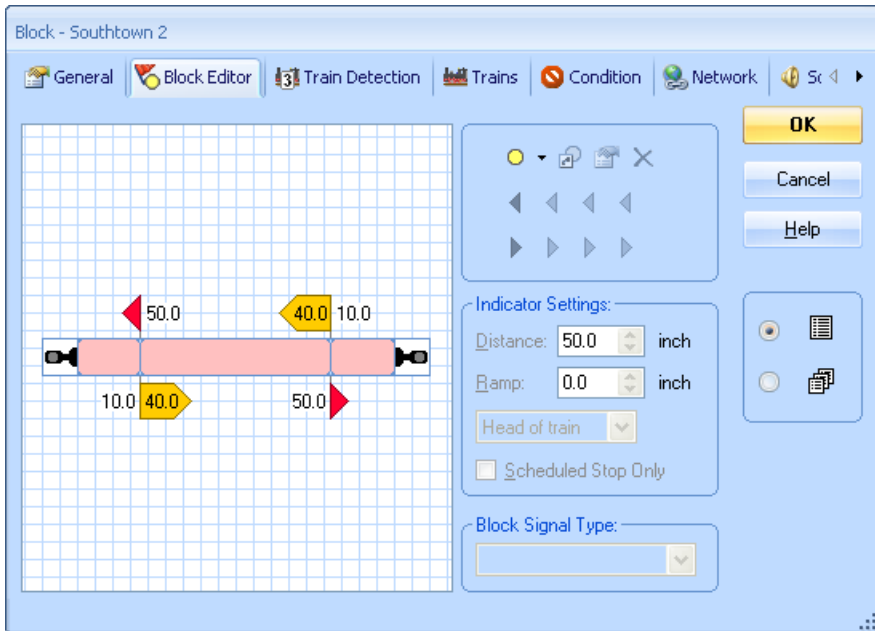 Block - Southtown 2
General Block Editor Train Detection Trains Condition Network Sc
OK
Cancel
Help
50.0 40.0 10.0
10.0 40.0 50.0
Indicator Settings:
Distance: 50.0 inch
Ramp: 0.0 inch
Head of train
Scheduled Stop Only
Block Signal Type: